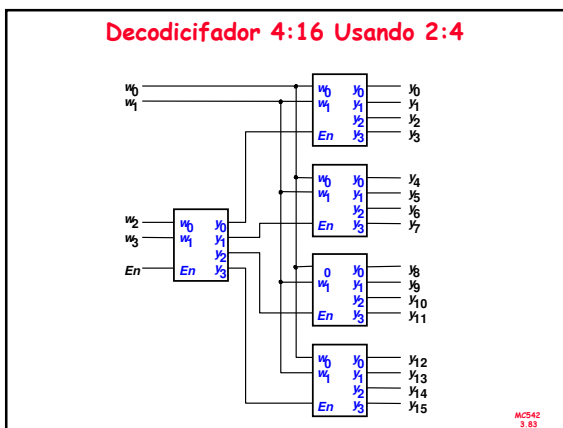 Decodicifador 4:16 Usando 2:4
w0
w1
w0 y0 y0
w1 y1 y1
y2 y2
En y3 y3
w0 y0 y4
w1 y1 y5
y2 y6
En y3 y7
w2 w0 y0
w3 w1 y1
y2
En En y3
0 y0 y8
w1 y1 y9
y2 y10
En y3 y11
w0 y0 y12
w1 y1 y13
y2 y14
En y3 y15
MC542
3.83